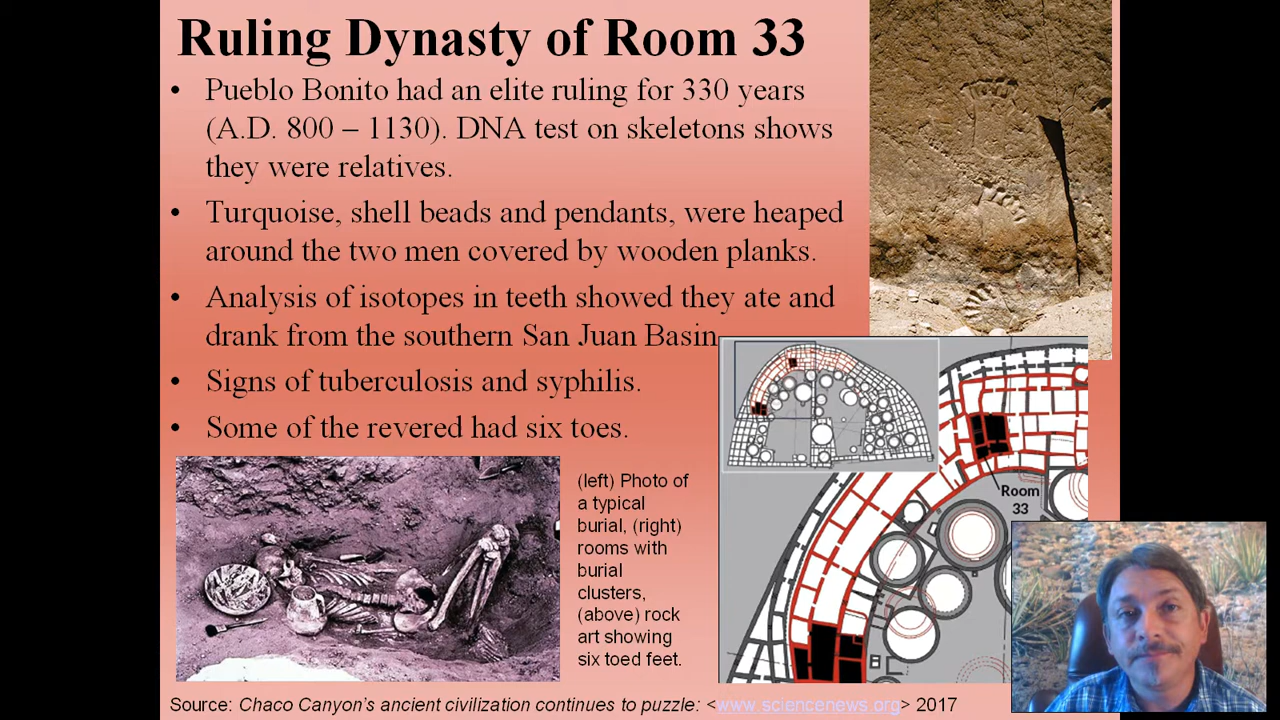 Ruling Dynasty of Room 33
• Pueblo Bonito had an elite ruling for 330 years
(A.D. 800 – 1130). DNA test on skeletons shows
they were relatives.
• Turquoise, shell beads and pendants, were heaped
around the two men covered by wooden planks.
• Analysis of isotopes in teeth showed they ate and
drank from the southern San Juan Basin
• Signs of tuberculosis and syphilis.
• Some of the revered had six toes.
(left) Photo of
a typical
burial, (right)
rooms with
burial
clusters,
(above) rock
art showing
six toed feet.
Room
33
Source: Chaco Canyon’s ancient civilization continues to puzzle: <www.sciencenews.org> 2017